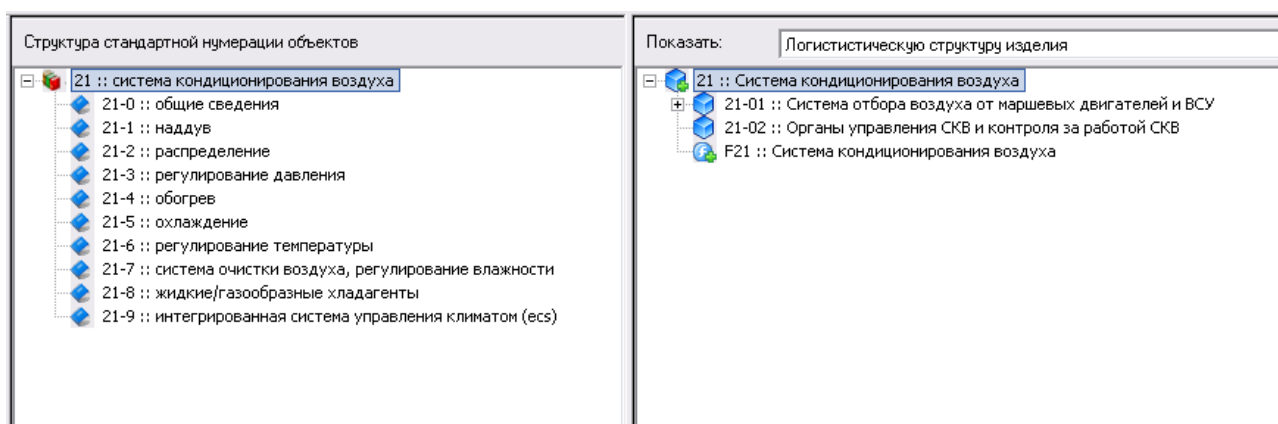 Структура стандартной нумерации объектов
21 :: система кондиционирования воздуха
21-0 :: общие сведения
21-1 :: наддув
21-2 :: распределение
21-3 :: регулирование давления
21-4 :: обогрев
21-5 :: охлаждение
21-6 :: регулирование температуры
21-7 :: система очистки воздуха, регулирование влажности
21-8 :: жидкие/газообразные хладагенты
21-9 :: интегрированная система управления климатом (ecs)
Показать: Логистистическую структуру изделия
21 :: Система кондиционирования воздуха
21-01 :: Система отбора воздуха от маршевых двигателей и ВСУ
21-02 :: Органы управления СКВ и контроля за работой СКВ
F21 :: Система кондиционирования воздуха